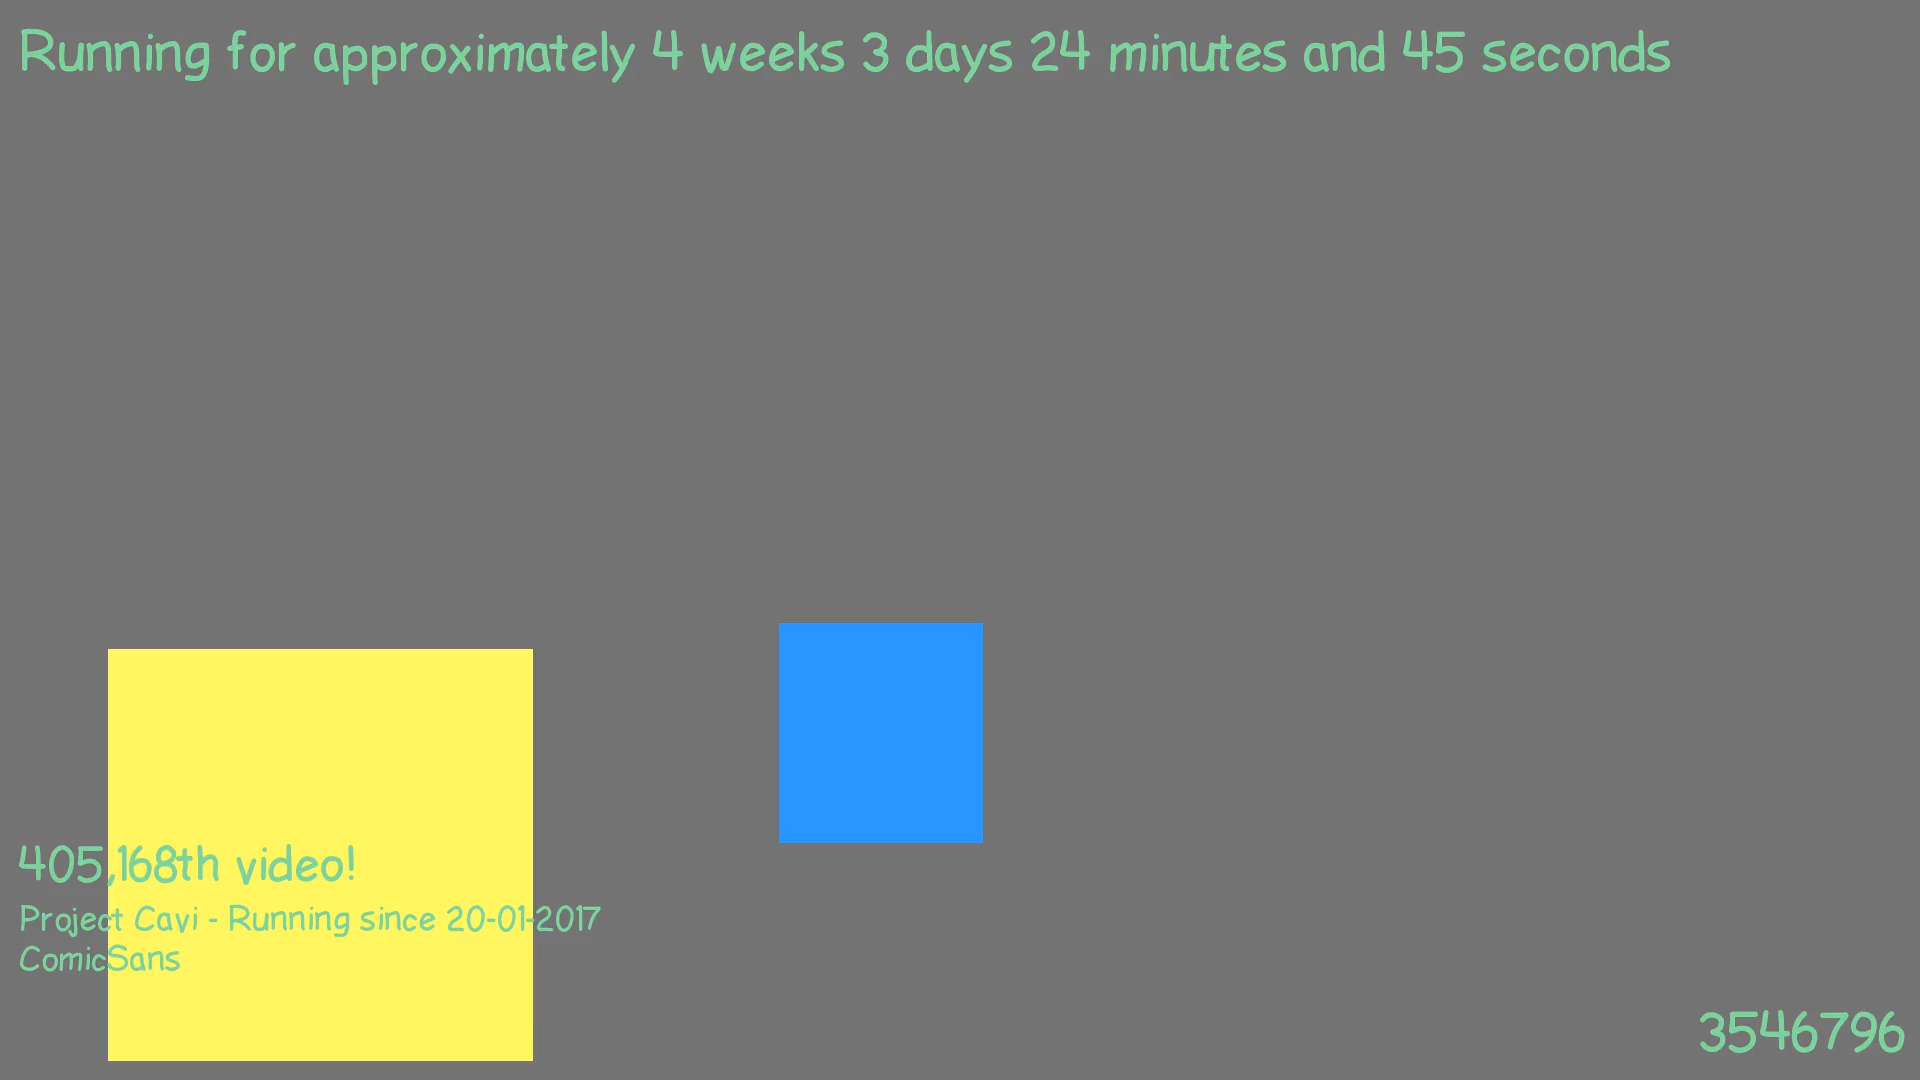 Running for approximately 4 weeks 3 days 24 minutes and 45 seconds
405,168th video!
Project Cavi - Running since 20-01-2017
ComicSans
3546796